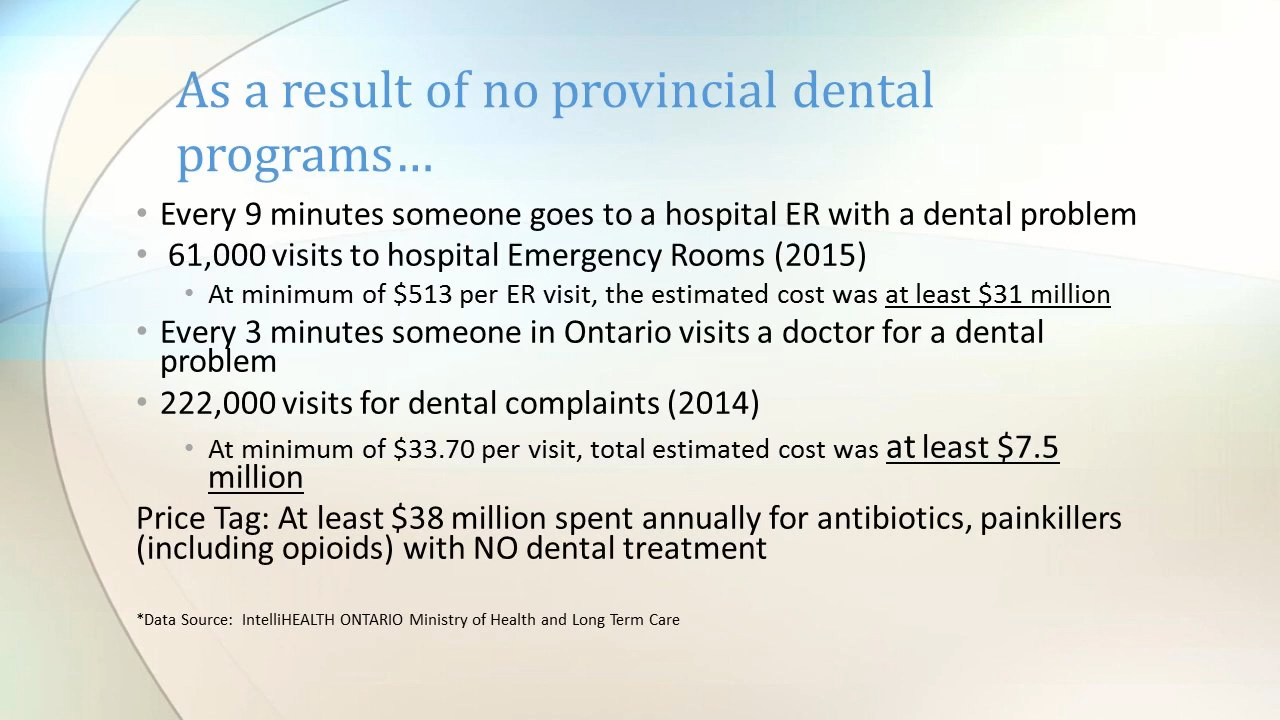 As a result of no provincial dental
programs…
• Every 9 minutes someone goes to a hospital ER with a dental problem
• 61,000 visits to hospital Emergency Rooms (2015)
• At minimum of $513 per ER visit, the estimated cost was at least $31 million
• Every 3 minutes someone in Ontario visits a doctor for a dental
problem
• 222,000 visits for dental complaints (2014)
• At minimum of $33.70 per visit, total estimated cost was at least $7.5
million
Price Tag: At least $38 million spent annually for antibiotics, painkillers
(including opioids) with NO dental treatment
*Data Source: IntelliHEALTH ONTARIO Ministry of Health and Long Term Care